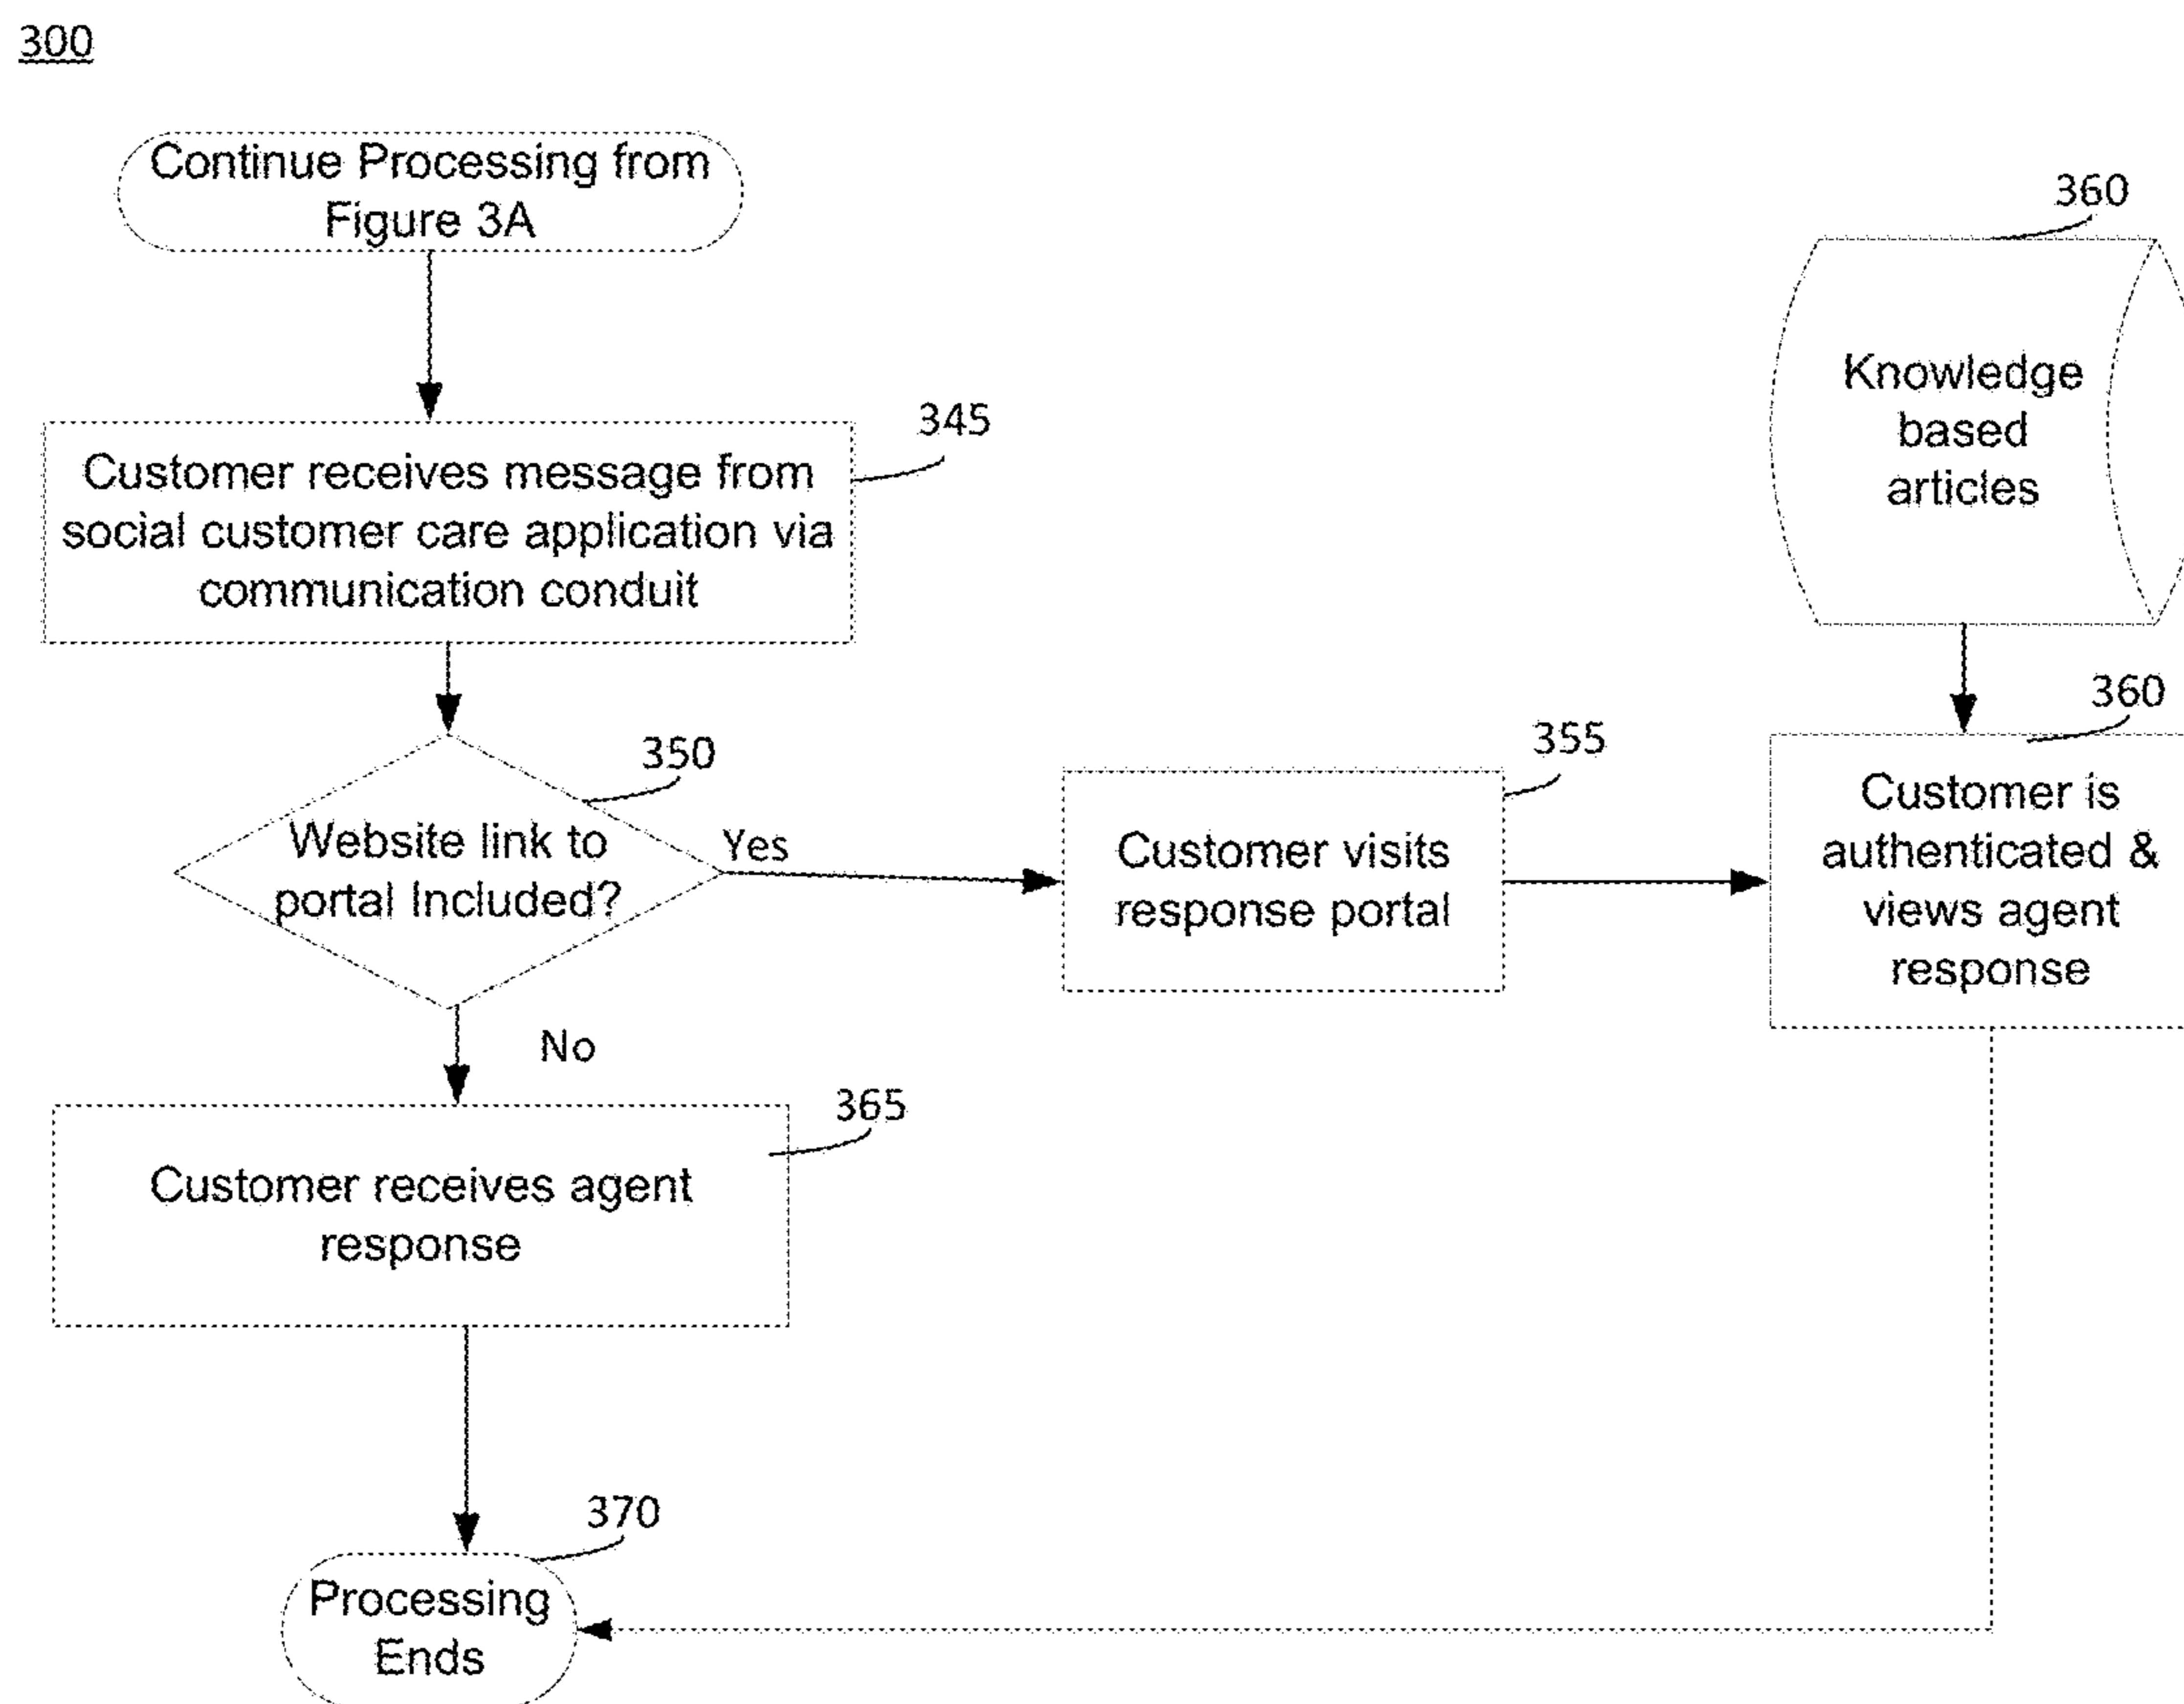 300
Continue Processing from
Figure 3A
360
Knowledge
based
articles
345
Customer receives message from
social customer care application via
communication conduit
350
Website link to
portal Included?
Yes
355
Customer visits
response portal
360
Customer is
authenticated &
views agent
response
No
365
Customer receives agent
response
370
Processing
Ends